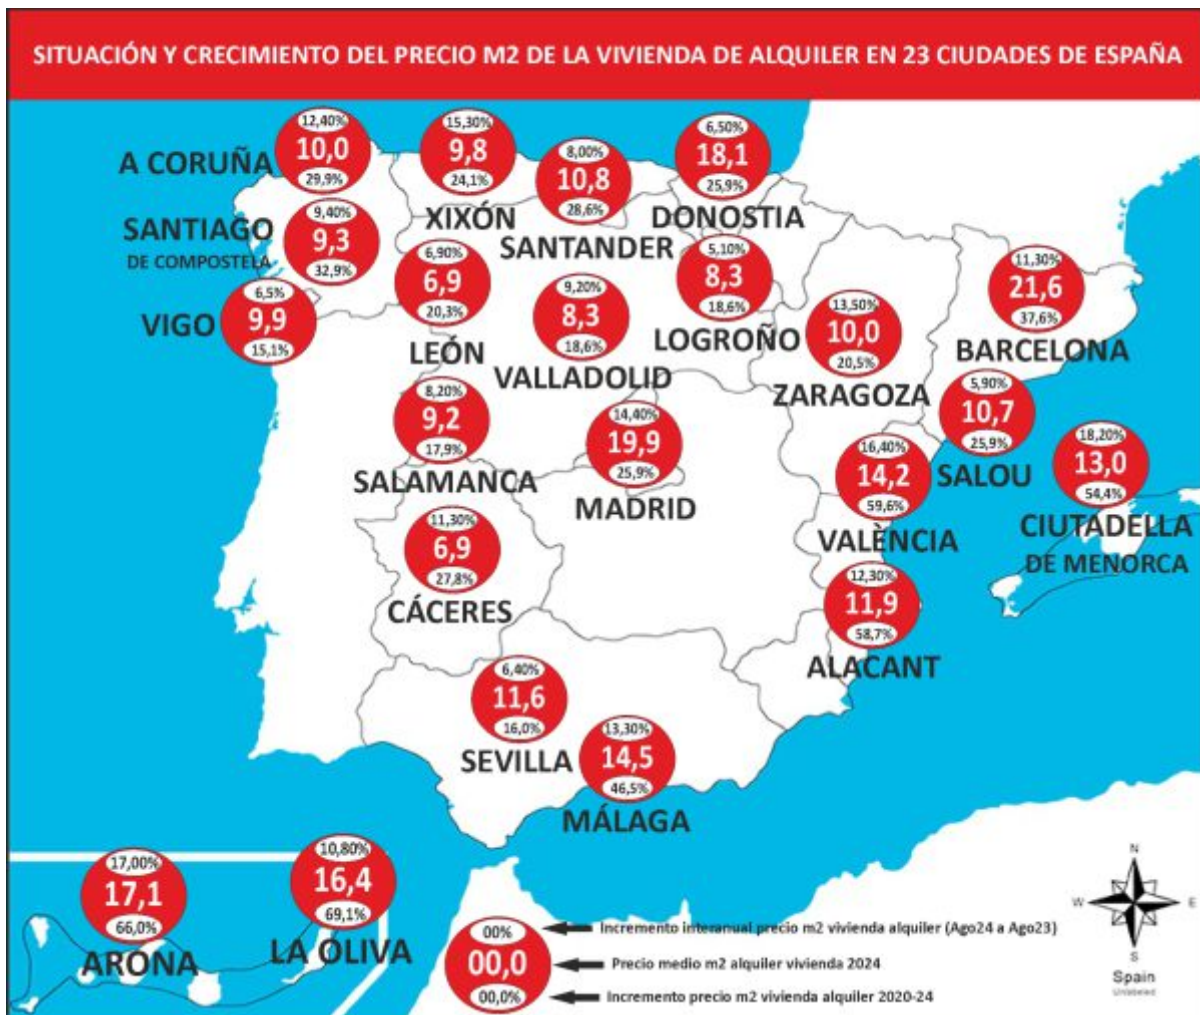 SITUACIÓN Y CRECIMIENTO DEL PRECIO M2 DE LA VIVIENDA DE ALQUILER EN 23 CIUDADES DE ESPAÑA
12,40%
10,0
29,9%
A CORUÑA
15,30%
9,8
24,1%
XIXÓN
8,00%
10,8
28,6%
SANTANDER
6,50%
18,1
25,9%
DONOSTIA
9,40%
9,3
32,9%
SANTIAGO
DE COMPOSTELA
6,90%
6,9
20,3%
LEÓN
9,20%
8,3
18,6%
VALLADOLID
5,10%
8,3
18,6%
LOGROÑO
13,50%
10,0
20,5%
ZARAGOZA
11,30%
21,6
37,6%
BARCELONA
6,5%
9,9
15,1%
VIGO
8,20%
9,2
17,9%
SALAMANCA
14,40%
19,9
25,9%
MADRID
5,90%
10,7
25,9%
SALOU
16,40%
14,2
59,6%
VALÈNCIA
18,20%
13,0
54,4%
CIUTADELLA
DE MENORCA
11,30%
6,9
27,8%
CÁCERES
12,30%
11,9
58,7%
ALACANT
6,40%
11,6
16,0%
SEVILLA
13,30%
14,5
46,5%
MÁLAGA
17,00%
17,1
66,0%
ARONA
10,80%
16,4
69,1%
LA OLIVA
00%
Incremento interanual precio m2 vivienda alquiler (Ago24 a Ago23)
00,0
Precio medio m2 alquiler vivienda 2024
00,0%
Incremento precio m2 vivienda alquiler 2020-24
N
W
E
S
Spain
Unlabeled